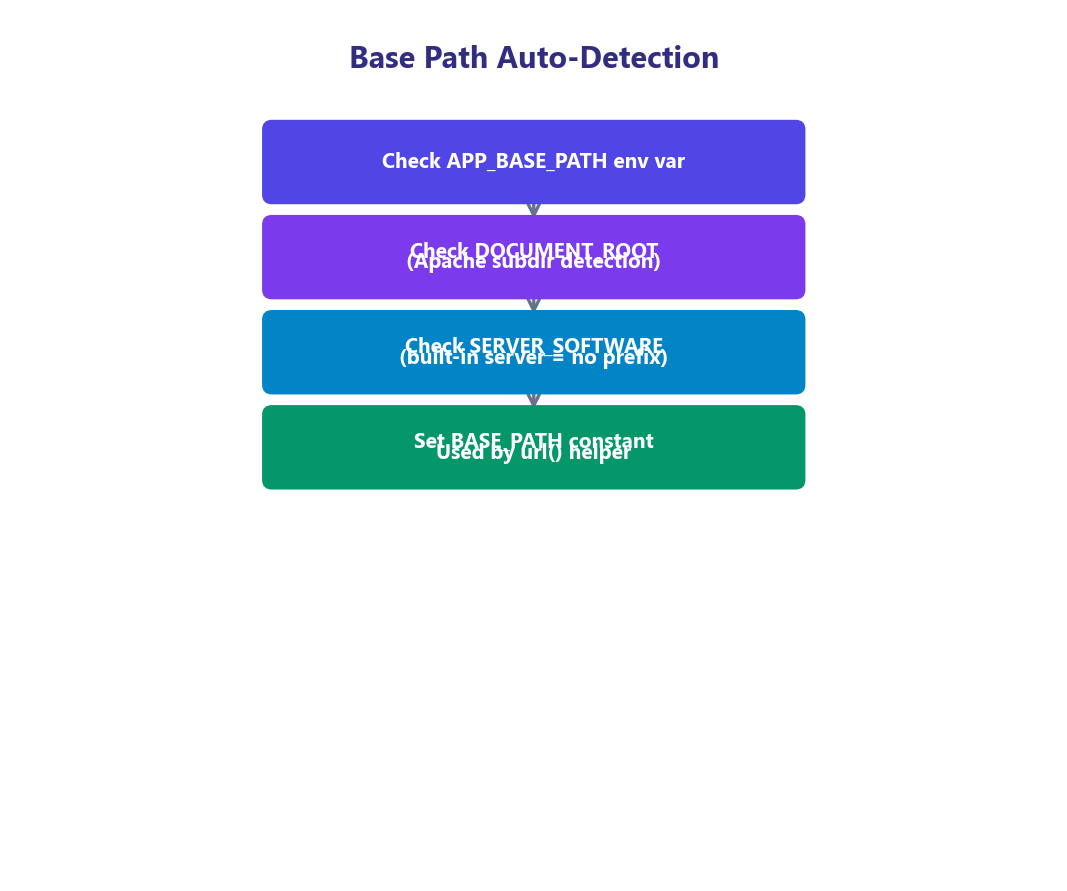 Base Path Auto-Detection
Check APP_BASE_PATH env var
Check DOCUMENT_ROOT
(Apache subdir detection)
Check SERVER_SOFTWARE
(built-in server = no prefix)
Set BASE_PATH constant
Used by url() helper